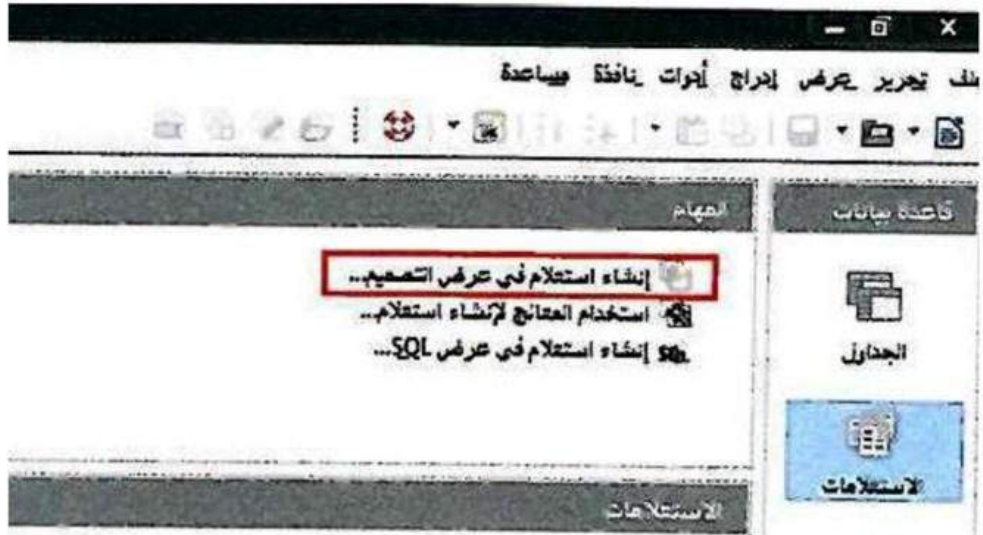 ملف تحرير عرض إدراج أدوات نافذة مساعدة
قاعدة بيانات
المهام
إنشاء استعلام في عرض التصميم...
استخدام المعالج لإنشاء استعلام...
إنشاء استعلام في عرض SQL...
الجداول
الاستعلامات
الاستعلامات